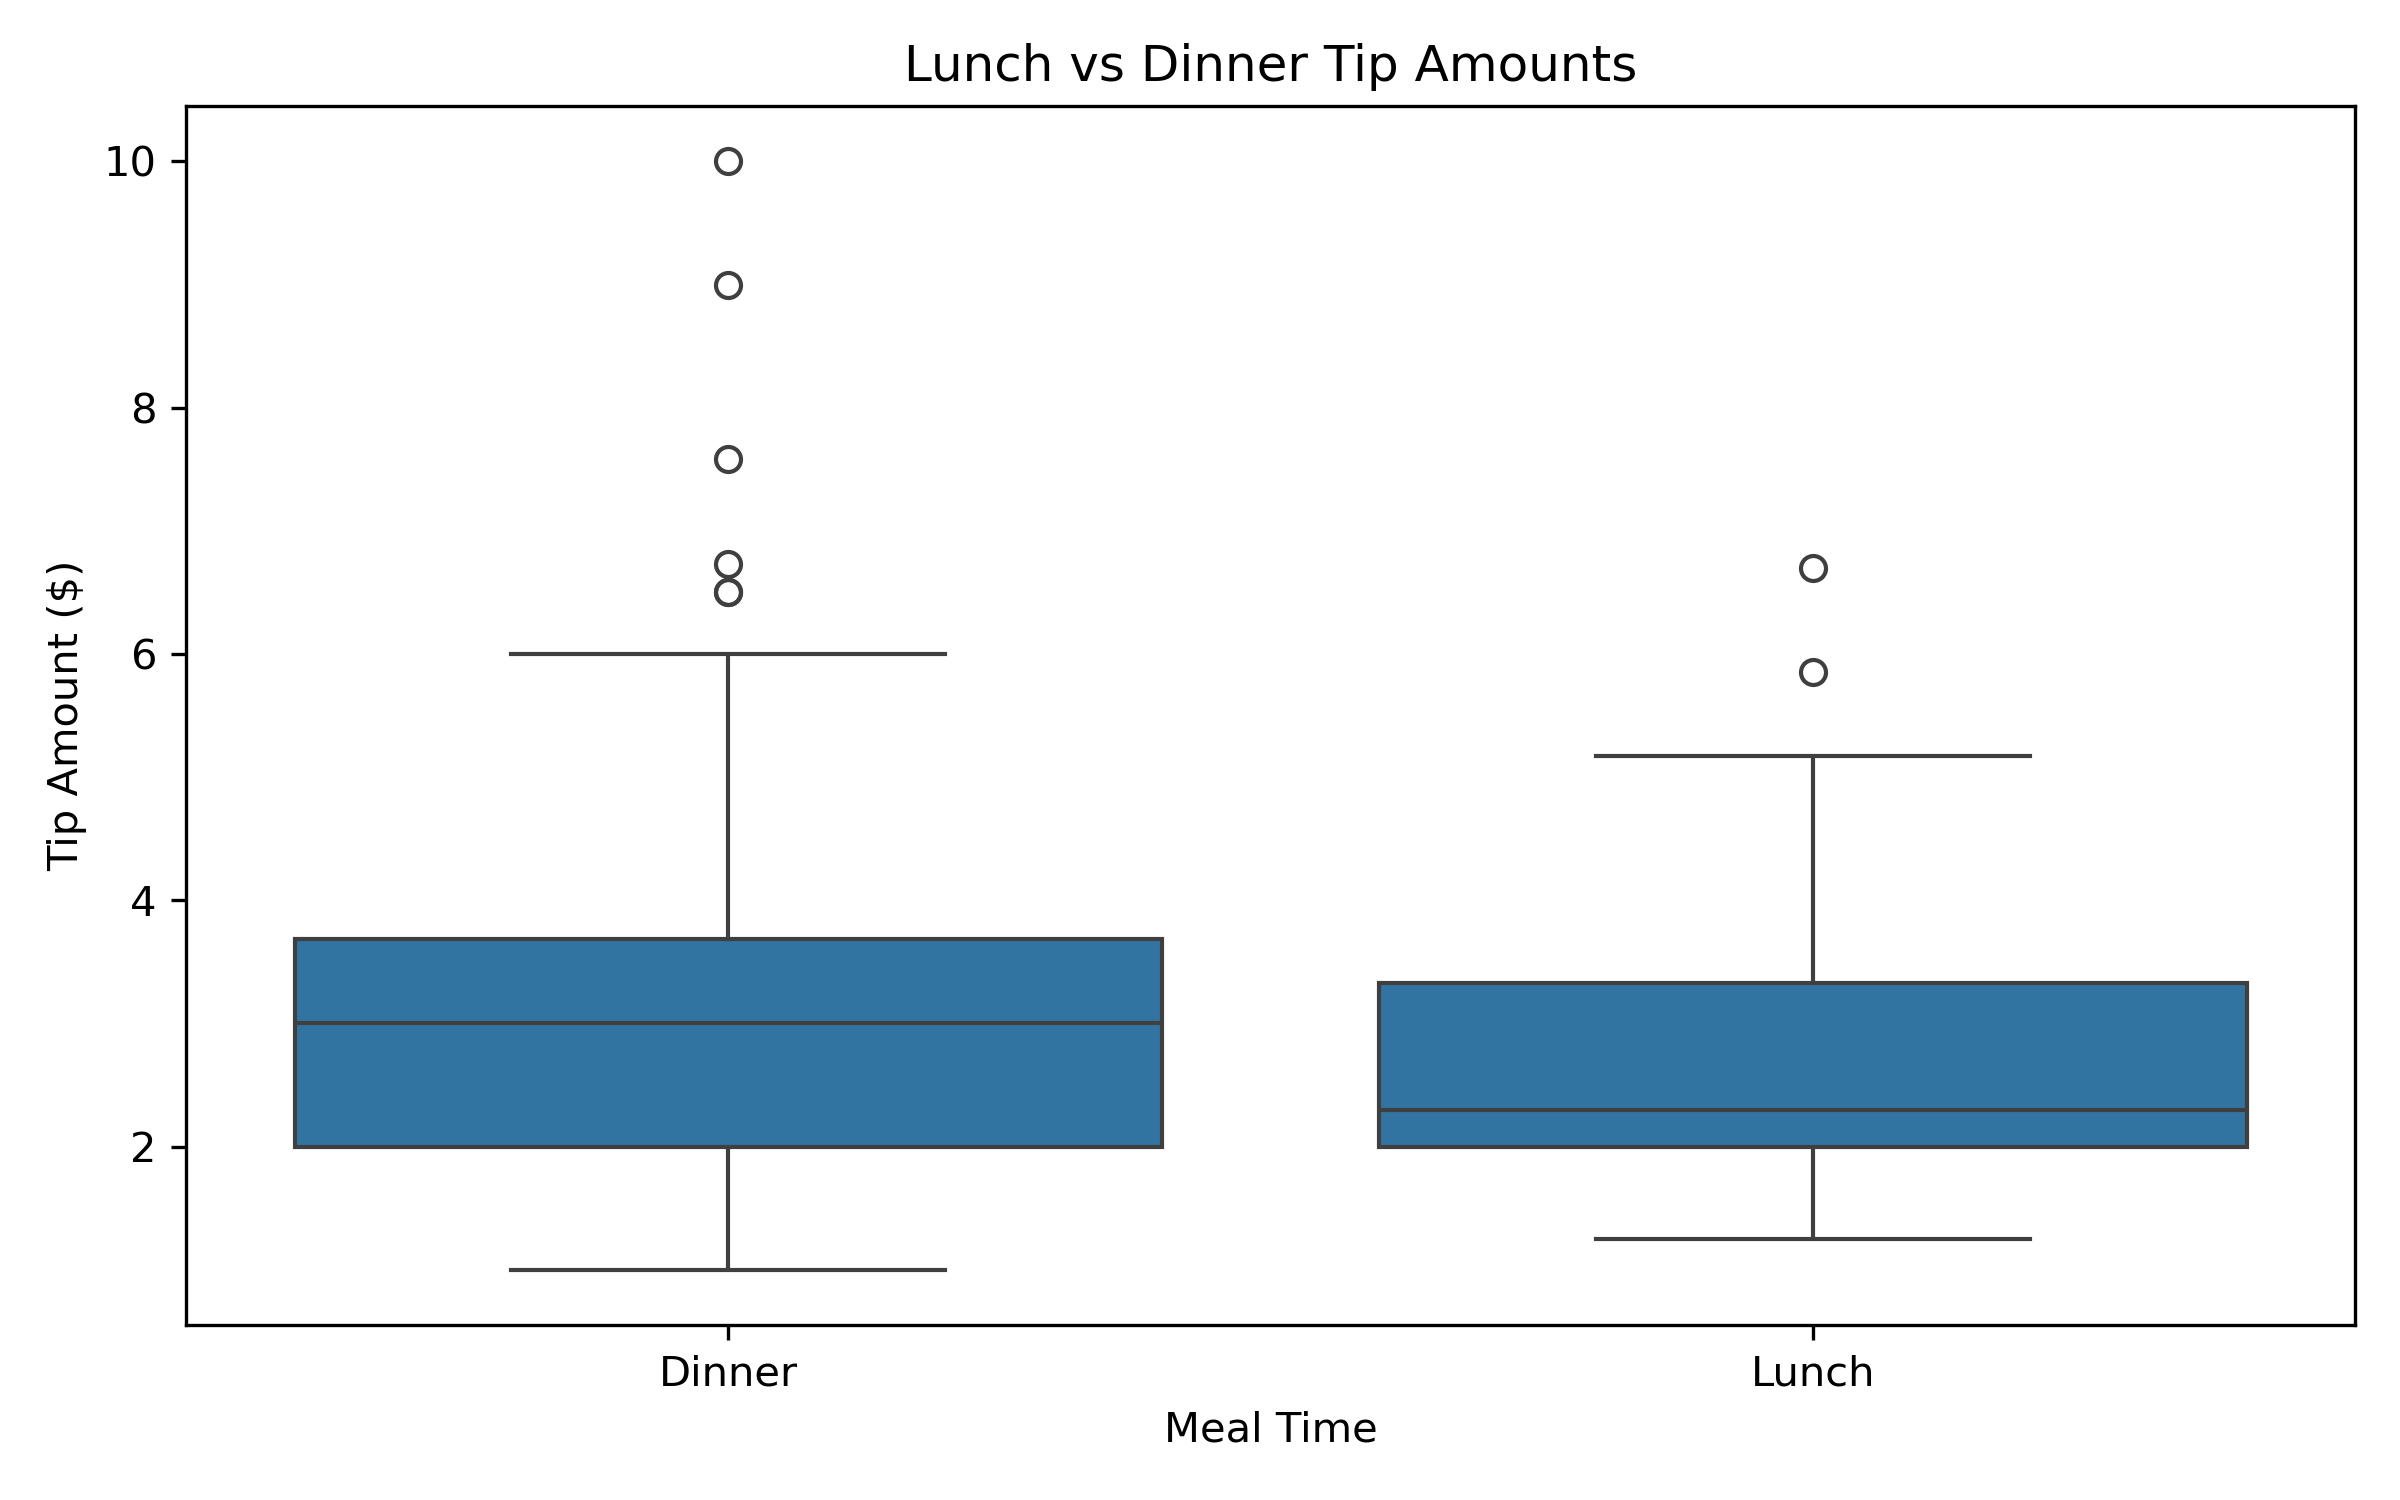 Lunch vs Dinner Tip Amounts
Tip Amount ($)
10
8
6
4
2
Dinner
Lunch
Meal Time